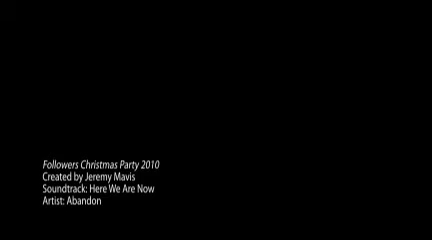 Followers Christmas Party 2010
Created by Jeremy Mavis
Soundtrack: Here We Are Now
Artist: Abandon